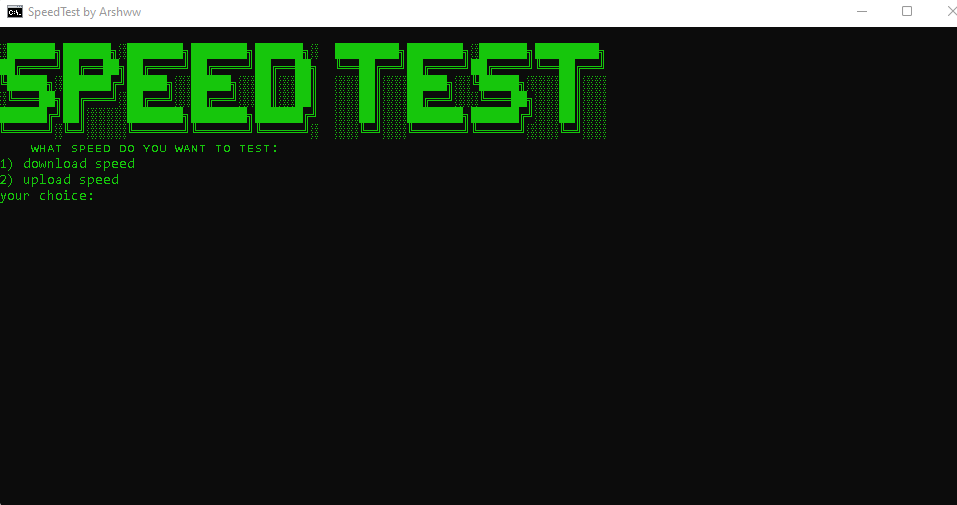 SpeedTest by Arshww
SPEED TEST
WHAT SPEED DO YOU WANT TO TEST:
1) download speed
2) upload speed
your choice: